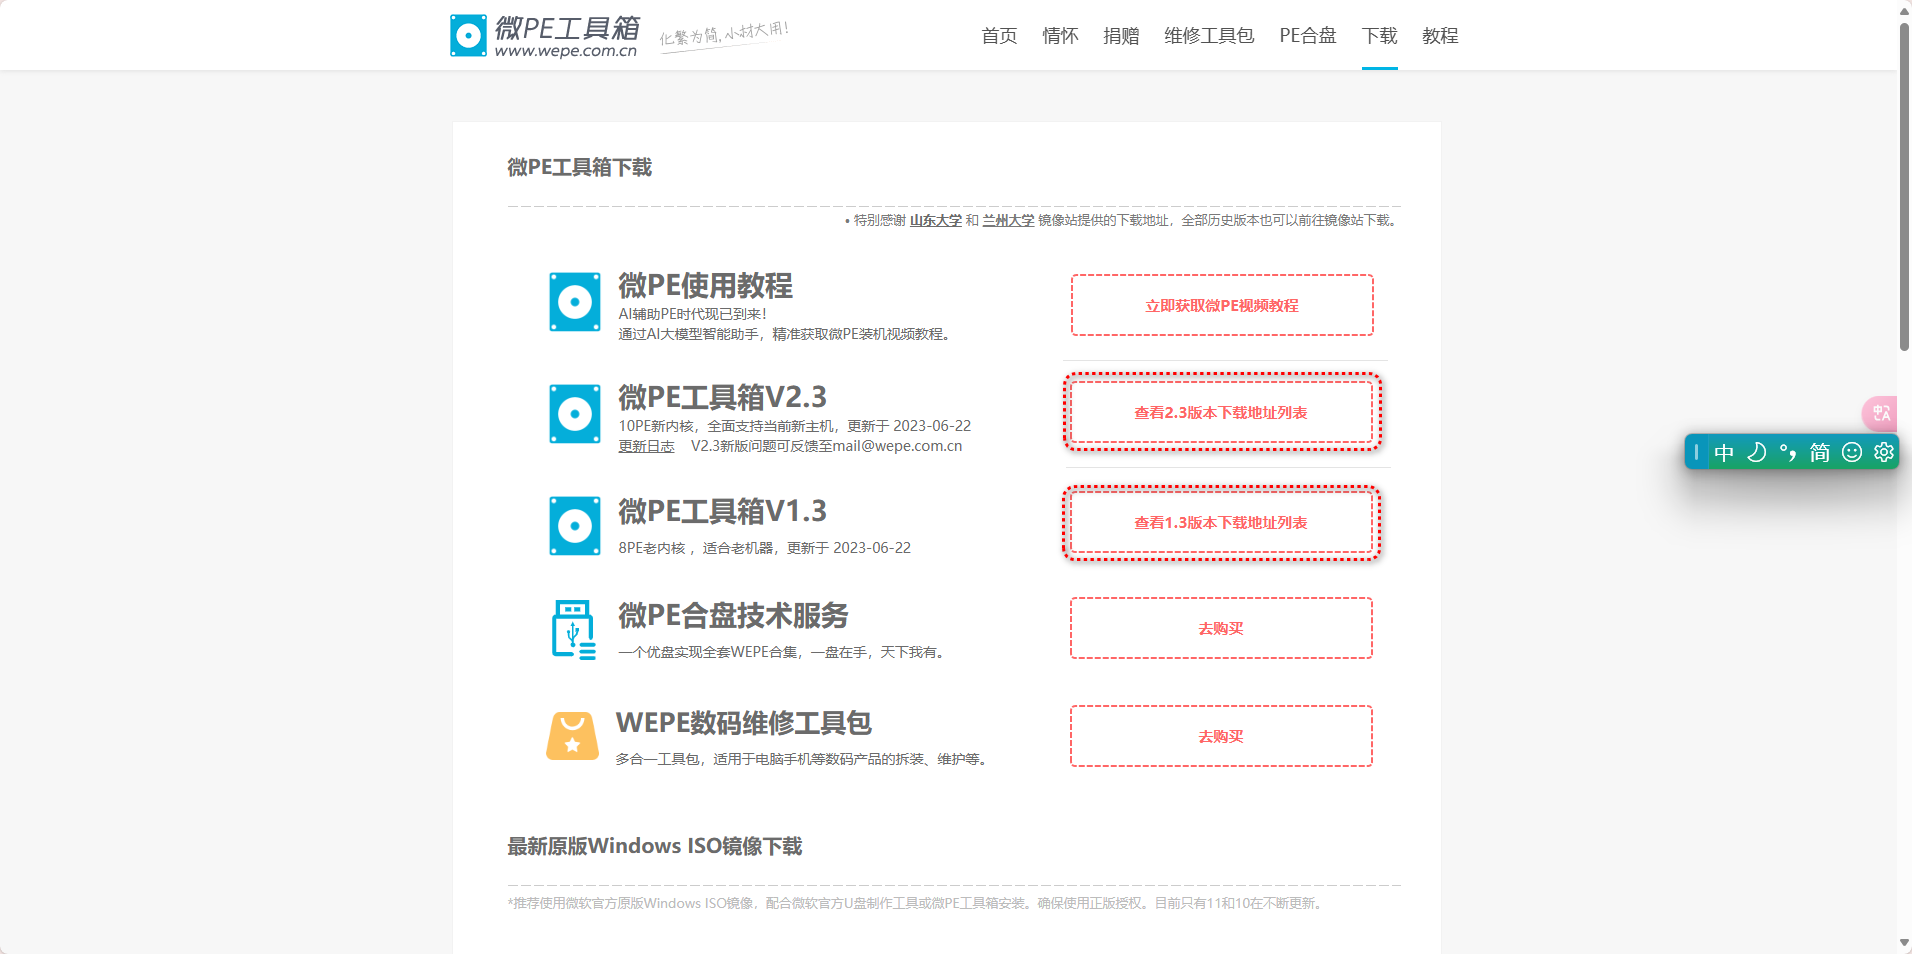 微PE工具箱
www.wepe.com.cn
化繁为简,小材大用!
首页 情怀 捐赠 维修工具包 PE合盘 下载 教程
微PE工具箱下载
• 特别感谢 山东大学 和 兰州大学 镜像站提供的下载地址，全部历史版本也可以前往镜像站下载。
微PE使用教程
AI辅助PE时代现已到来！
通过AI大模型智能助手，精准获取微PE装机视频教程。
立即获取微PE视频教程
微PE工具箱V2.3
10PE新内核，全面支持当前新主机，更新于 2023-06-22
更新日志 V2.3新版问题可反馈至mail@wepe.com.cn
查看2.3版本下载地址列表
微PE工具箱V1.3
8PE老内核 ，适合老机器，更新于 2023-06-22
查看1.3版本下载地址列表
微PE合盘技术服务
一个优盘实现全套WEPE合集，一盘在手，天下我有。
去购买
WEPE数码维修工具包
多合一工具包，适用于电脑手机等数码产品的拆装、维护等。
去购买
中 简
最新原版Windows ISO镜像下载
*推荐使用微软官方原版Windows ISO镜像，配合微软官方U盘制作工具或微PE工具箱安装。确保使用正版授权。目前只有11和10在不断更新。